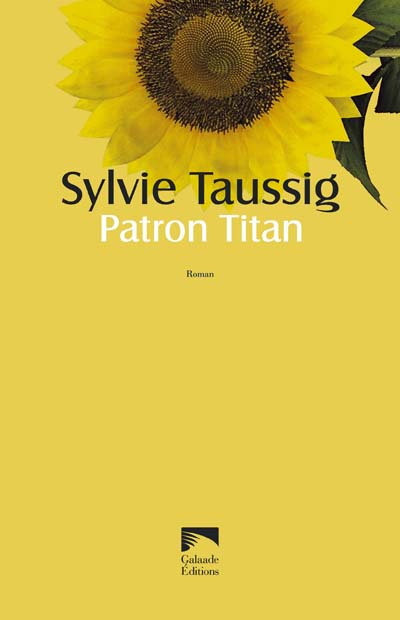 Sylvie Taussig
Patron Titan
Roman
Galaade
Éditions